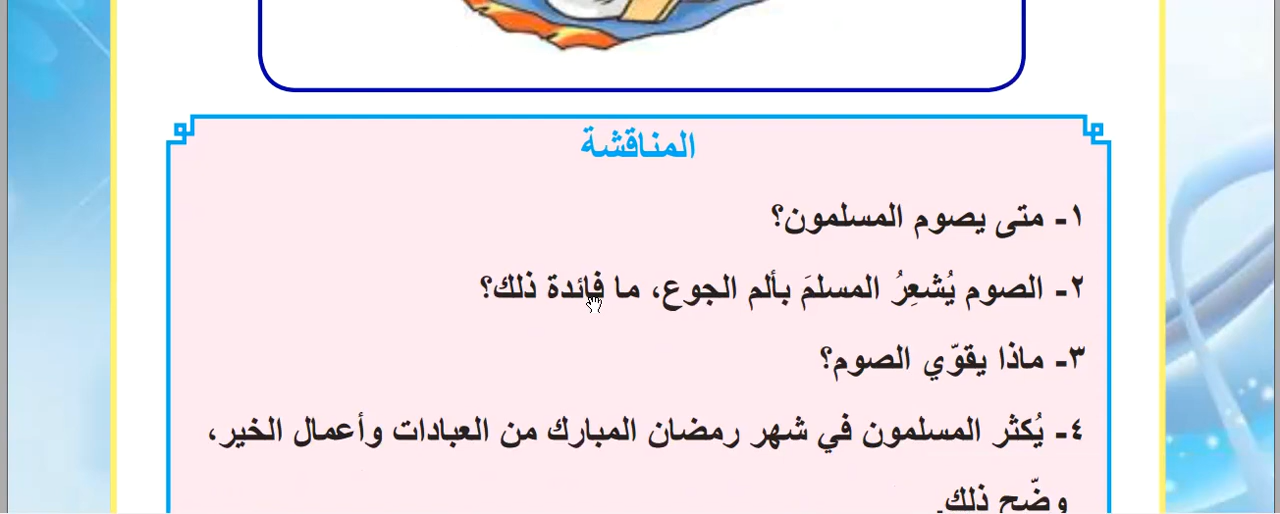 المناقشة
١- متى يصوم المسلمون؟
٢- الصوم يُشعِرُ المسلمَ بألم الجوع، ما فائدة ذلك؟
٣- ماذا يقوّي الصوم؟
٤- يُكثر المسلمون في شهر رمضان المبارك من العبادات وأعمال الخير،
وضّح ذلك.